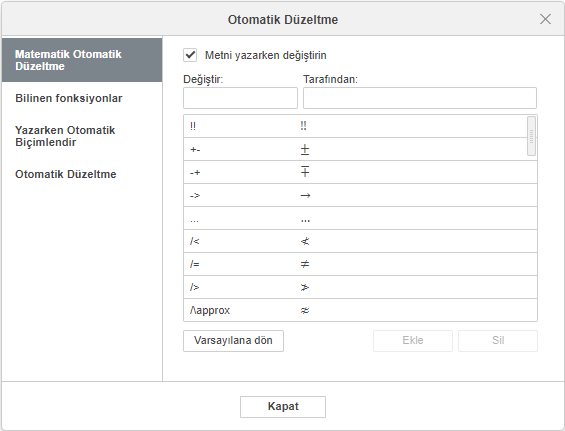 Otomatik Düzeltme
Matematik Otomatik
Düzeltme
Bilinen fonksiyonlar
Yazarken Otomatik
Biçimlendir
Otomatik Düzeltme
Metni yazarken değiştirin
Değiştir: Tarafından:
!! ‼
+- ±
-+ ∓
-> →
... …
/< ≮
/= ≠
/> ≯
/\approx ≉
Varsayılana dön Ekle Sil
Kapat